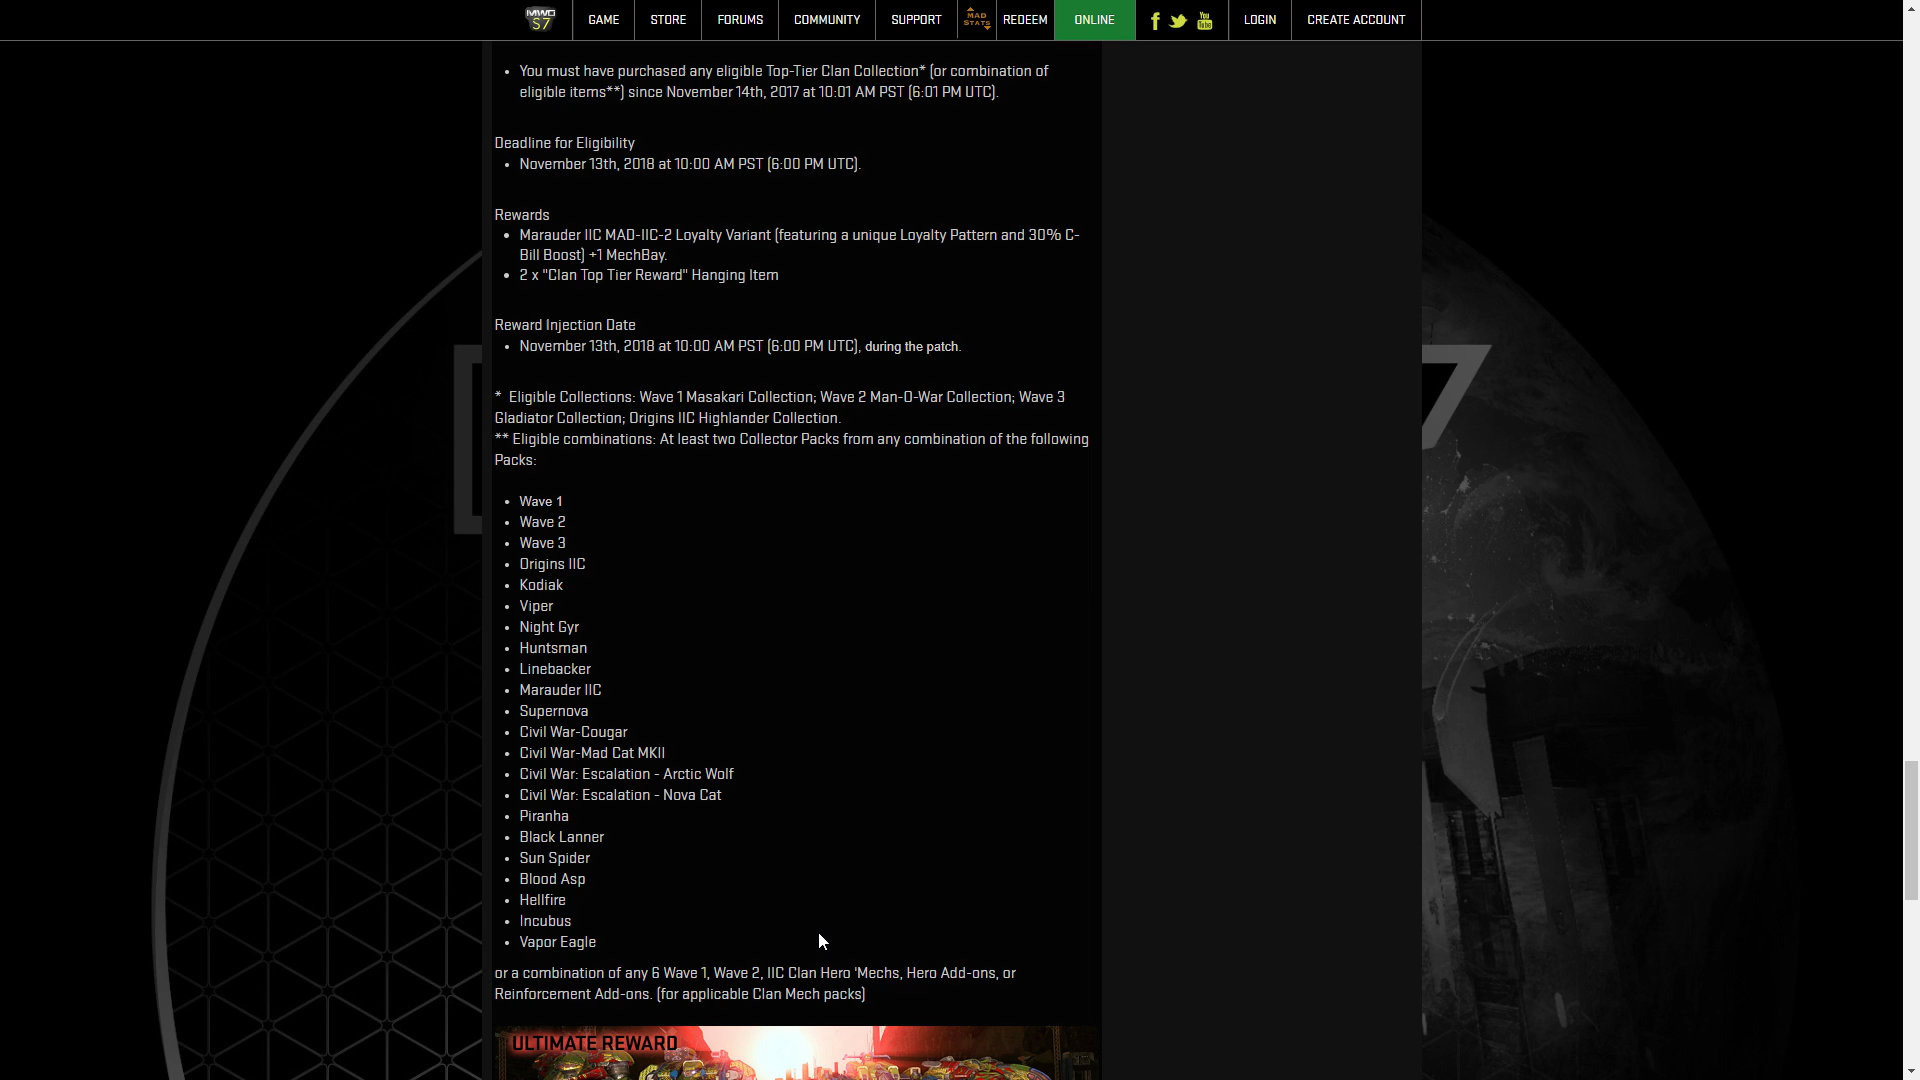 MWO
S7
GAME
STORE
FORUMS
COMMUNITY
SUPPORT
MAD
STATS
REDEEM
ONLINE
f
You
Tube
LOGIN
CREATE ACCOUNT
• You must have purchased any eligible Top-Tier Clan Collection* (or combination of
eligible items**) since November 14th, 2017 at 10:01 AM PST (6:01 PM UTC).
Deadline for Eligibility
• November 13th, 2018 at 10:00 AM PST (6:00 PM UTC).
Rewards
• Marauder IIC MAD-IIC-2 Loyalty Variant (featuring a unique Loyalty Pattern and 30% C-
Bill Boost) +1 MechBay.
• 2 x "Clan Top Tier Reward" Hanging Item
Reward Injection Date
• November 13th, 2018 at 10:00 AM PST (6:00 PM UTC), during the patch.
* Eligible Collections: Wave 1 Masakari Collection; Wave 2 Man-O-War Collection; Wave 3
Gladiator Collection; Origins IIC Highlander Collection.
** Eligible combinations: At least two Collector Packs from any combination of the following
Packs:
• Wave 1
• Wave 2
• Wave 3
• Origins IIC
• Kodiak
• Viper
• Night Gyr
• Huntsman
• Linebacker
• Marauder IIC
• Supernova
• Civil War-Cougar
• Civil War-Mad Cat MKII
• Civil War: Escalation - Arctic Wolf
• Civil War: Escalation - Nova Cat
• Piranha
• Black Lanner
• Sun Spider
• Blood Asp
• Hellfire
• Incubus
• Vapor Eagle
or a combination of any 6 Wave 1, Wave 2, IIC Clan Hero 'Mechs, Hero Add-ons, or
Reinforcement Add-ons. (for applicable Clan Mech packs)
ULTIMATE REWARD
7